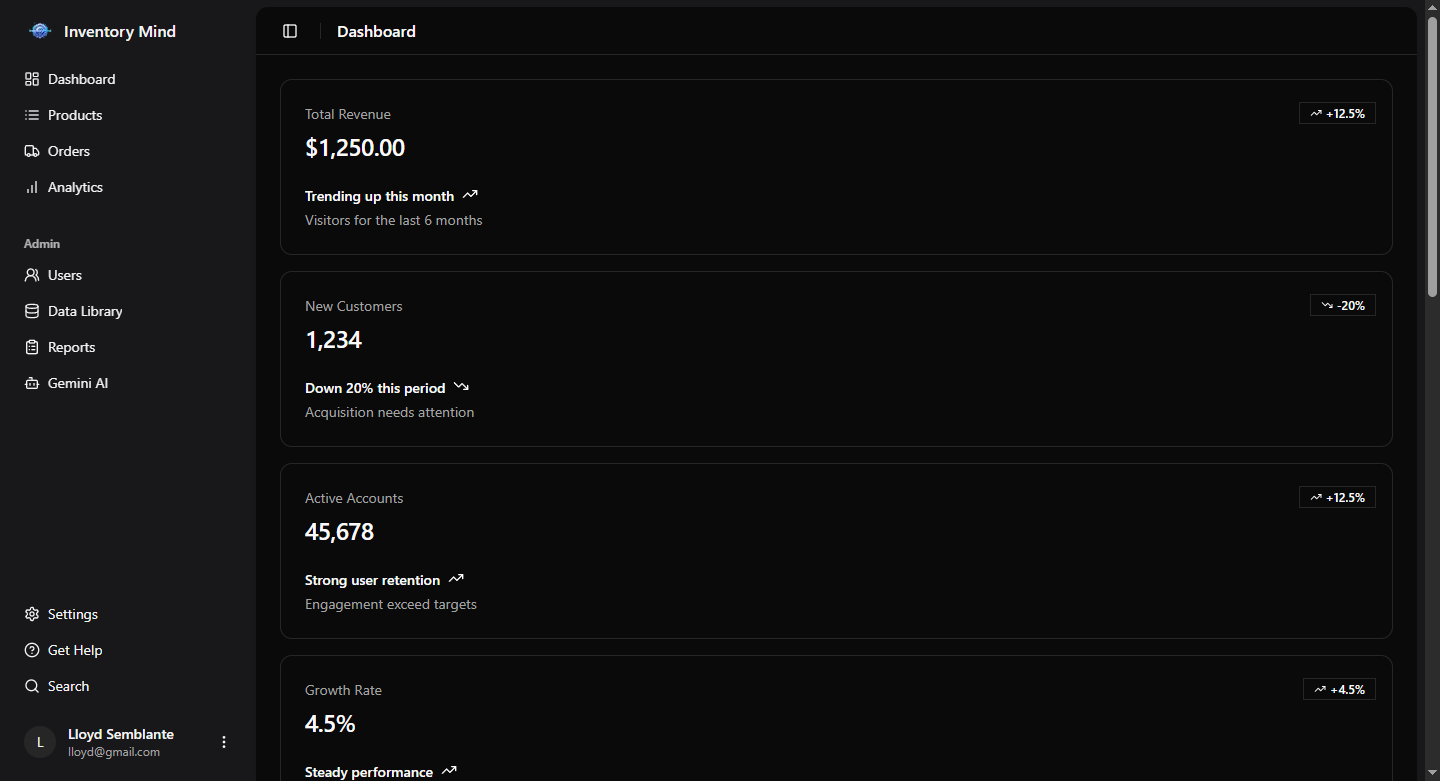 Inventory Mind
Dashboard
Products
Orders
Analytics
Admin
Users
Data Library
Reports
Gemini AI
Settings
Get Help
Search
L
Lloyd Semblante
lloyd@gmail.com
Dashboard
Total Revenue
+12.5%
$1,250.00
Trending up this month
Visitors for the last 6 months
New Customers
-20%
1,234
Down 20% this period
Acquisition needs attention
Active Accounts
+12.5%
45,678
Strong user retention
Engagement exceed targets
Growth Rate
+4.5%
4.5%
Steady performance